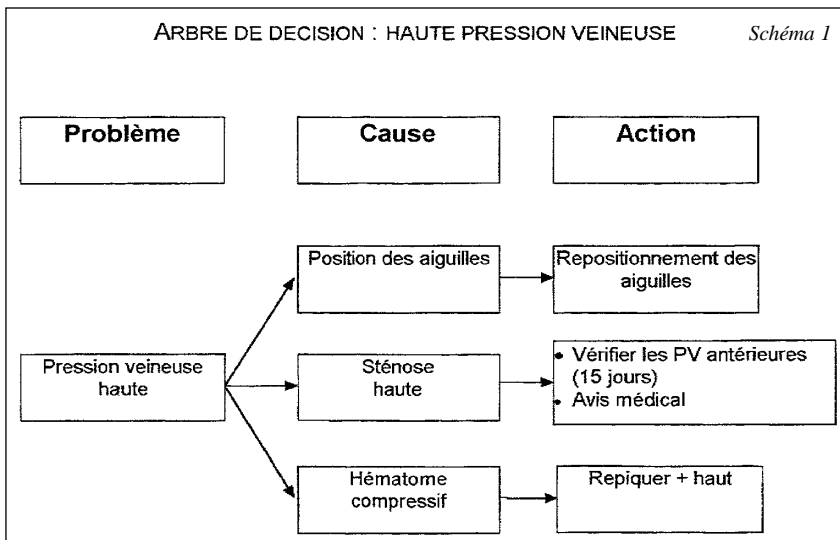 ARBRE DE DECISION : HAUTE PRESSION VEINEUSE
Schéma 1
Problème
Cause
Action
Position des aiguilles
Repositionnement des
aiguilles
Pression veineuse
haute
Sténose
haute
• Vérifier les PV antérieures
(15 jours)
• Avis médical
Hématome
compressif
Repiquer + haut